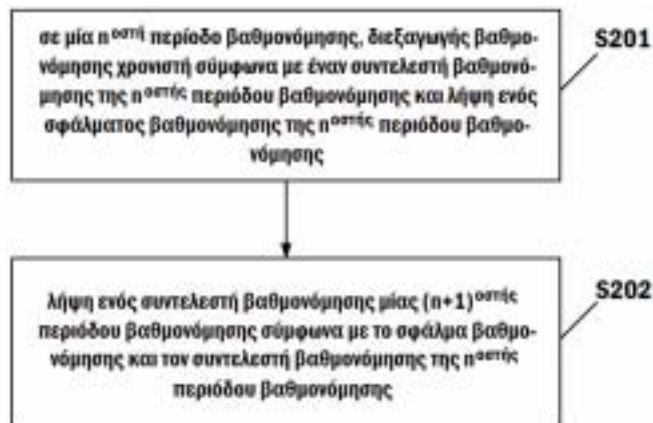 σε μία n^οστή περίοδο βαθμονόμησης, διεξαγωγής βαθμο-
νόμησης χρονιστή σύμφωνα με έναν συντελεστή βαθμονό-
μησης της n^οστής περιόδου βαθμονόμησης και λήψη ενός
σφάλματος βαθμονόμησης της n^οστής περιόδου βαθμο-
νόμησης
S201
λήψη ενός συντελεστή βαθμονόμησης μίας (n+1)^οστής
περιόδου βαθμονόμησης σύμφωνα με το σφάλμα βαθμο-
νόμησης και τον συντελεστή βαθμονόμησης της n^οστής
περιόδου βαθμονόμησης
S202